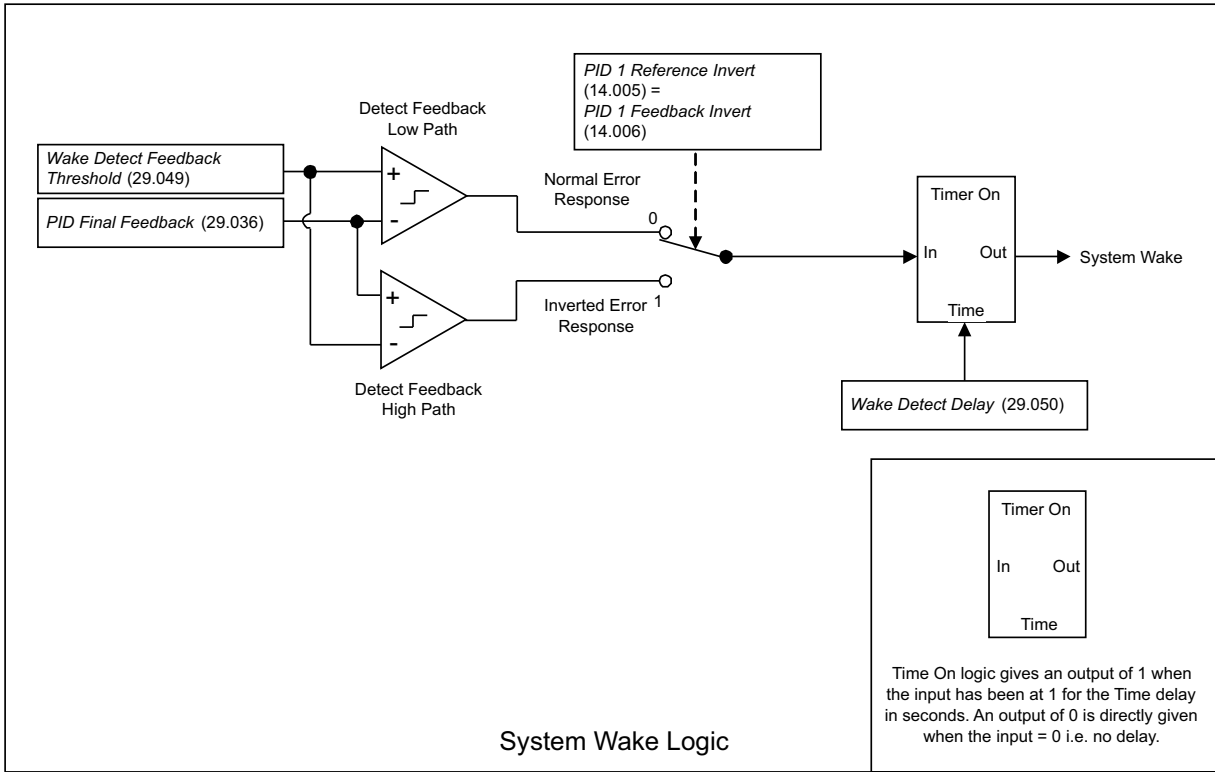 PID 1 Reference Invert
(14.005) =
PID 1 Feedback Invert
(14.006)
Detect Feedback
Low Path
Wake Detect Feedback
Threshold (29.049)
PID Final Feedback (29.036)
+
-
Normal Error
Response
0
+
-
Inverted Error
Response
1
Detect Feedback
High Path
Timer On
In Out
Time
System Wake
Wake Detect Delay (29.050)
Timer On
In Out
Time
Time On logic gives an output of 1 when
the input has been at 1 for the Time delay
in seconds. An output of 0 is directly given
when the input = 0 i.e. no delay.
System Wake Logic